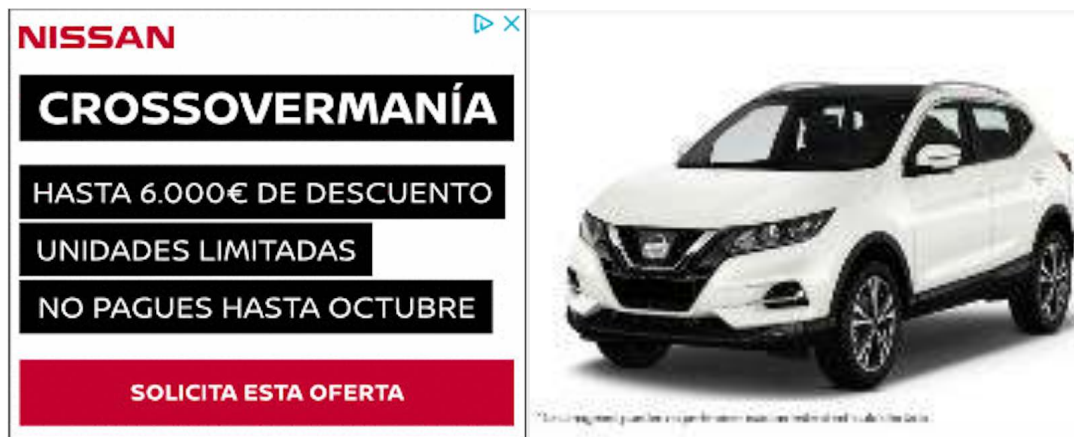 NISSAN
CROSSOVERMANÍA
HASTA 6.000€ DE DESCUENTO
UNIDADES LIMITADAS
NO PAGUES HASTA OCTUBRE
SOLICITA ESTA OFERTA